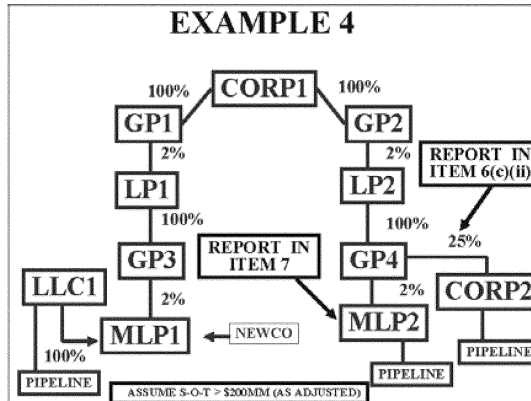 EXAMPLE 4
100%
CORP1
100%
GP1
GP2
2%
2%
REPORT IN
ITEM 6(c)(ii)
LP1
LP2
100%
100%
25%
REPORT IN
ITEM 7
GP3
GP4
LLC1
2%
2%
CORP2
MLP1
NEWCO
MLP2
100%
PIPELINE
PIPELINE
PIPELINE
ASSUME S-O-T > $200MM (AS ADJUSTED)